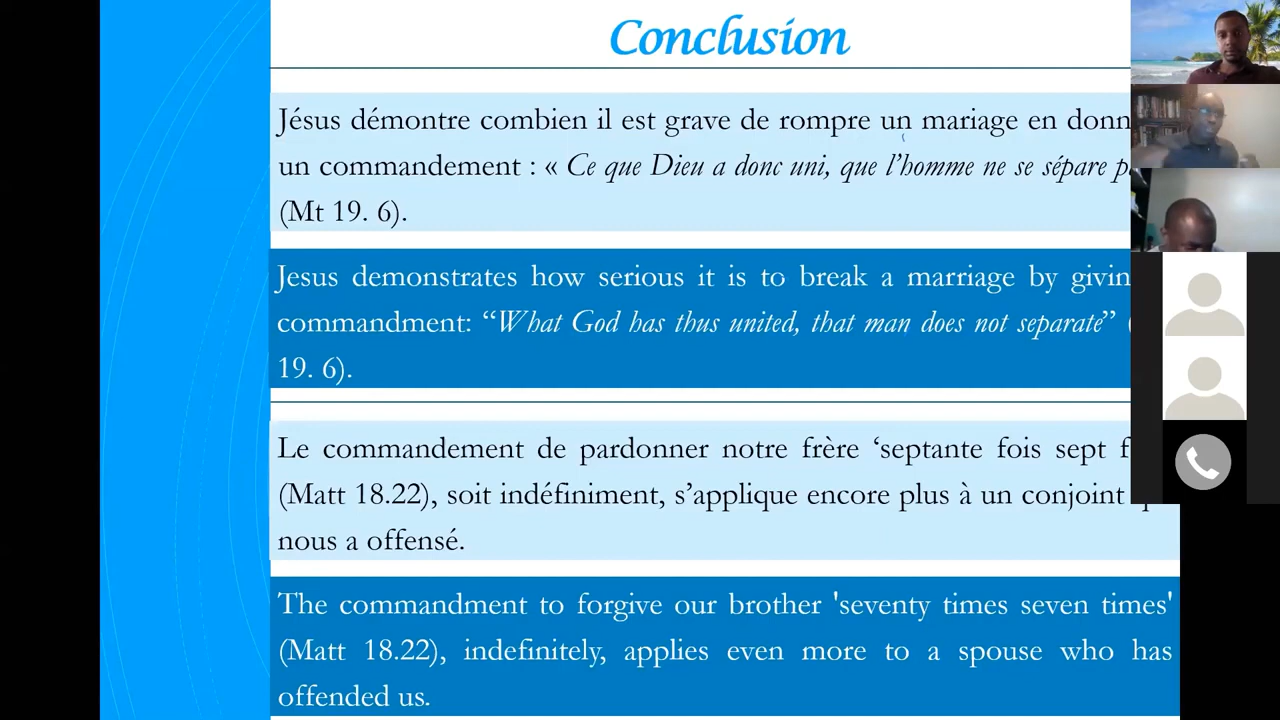 Conclusion
Jésus démontre combien il est grave de rompre un mariage en
un commandement : « Ce que Dieu a donc uni, que l’homme ne se sépare
(Mt 19. 6).
Jesus demonstrates how serious it is to break a marriage by
commandment: “What God has thus united, that man does not separate”
19. 6).
Le commandement de pardonner notre frère ‘septante fois sept
(Matt 18.22), soit indéfiniment, s’applique encore plus à un conjoint
nous a offensé.
The commandment to forgive our brother 'seventy times seven times'
(Matt 18.22), indefinitely, applies even more to a spouse who has
offended us.